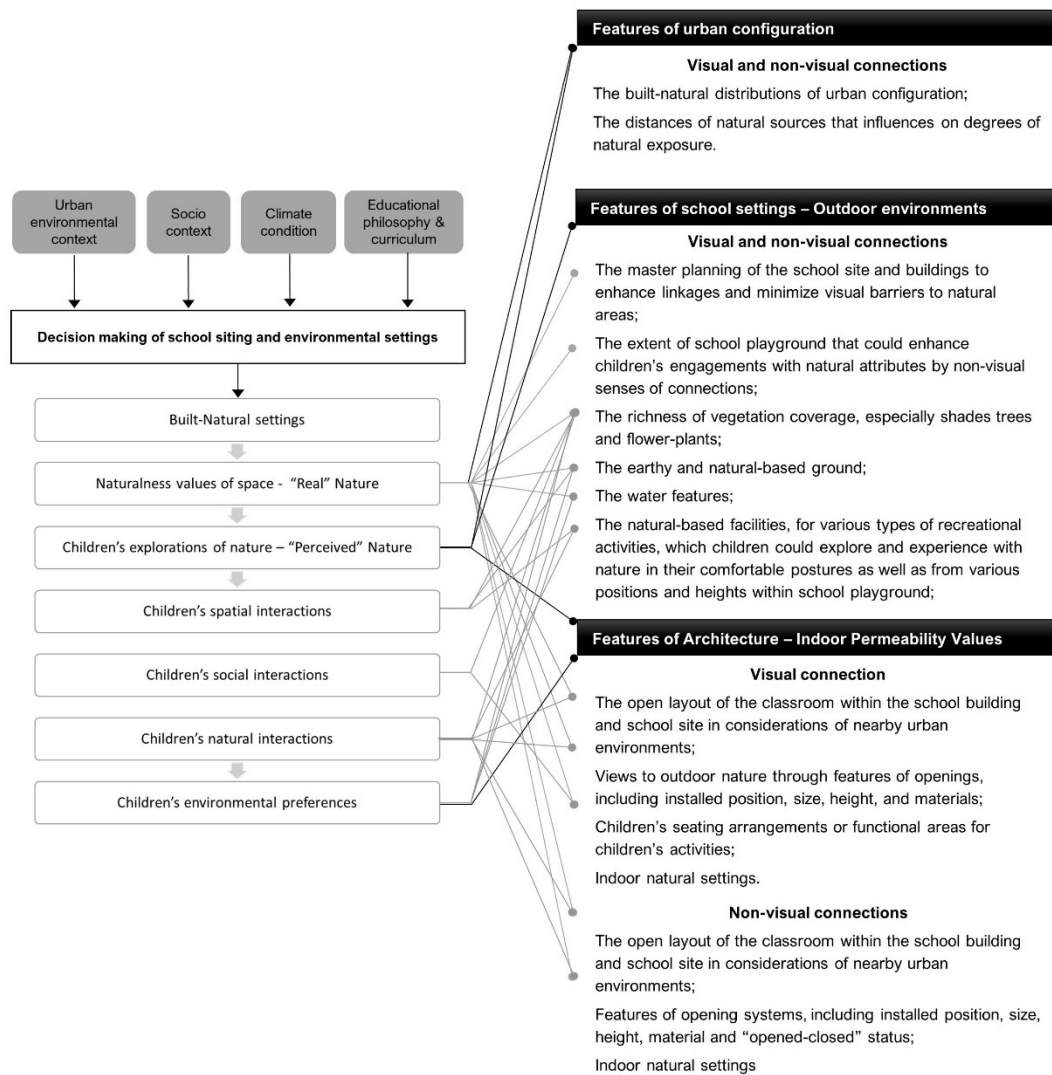 Urban
environmental
context
Socio
context
Climate
condition
Educational
philosophy &
curriculum
Decision making of school siting and environmental settings
Built-Natural settings
Naturalness values of space - “Real” Nature
Children’s explorations of nature – “Perceived” Nature
Children’s spatial interactions
Children’s social interactions
Children’s natural interactions
Children’s environmental preferences
Features of urban configuration
Visual and non-visual connections
The built-natural distributions of urban configuration;
The distances of natural sources that influences on degrees of
natural exposure.
Features of school settings – Outdoor environments
Visual and non-visual connections
The master planning of the school site and buildings to
enhance linkages and minimize visual barriers to natural
areas;
The extent of school playground that could enhance
children’s engagements with natural attributes by non-visual
senses of connections;
The richness of vegetation coverage, especially shades trees
and flower-plants;
The earthy and natural-based ground;
The water features;
The natural-based facilities, for various types of recreational
activities, which children could explore and experience with
nature in their comfortable postures as well as from various
positions and heights within school playground;
Features of Architecture – Indoor Permeability Values
Visual connection
The open layout of the classroom within the school building
and school site in considerations of nearby urban
environments;
Views to outdoor nature through features of openings,
including installed position, size, height, and materials;
Children’s seating arrangements or functional areas for
children’s activities;
Indoor natural settings.
Non-visual connections
The open layout of the classroom within the school building
and school site in considerations of nearby urban
environments;
Features of opening systems, including installed position, size,
height, material and “opened-closed” status;
Indoor natural settings